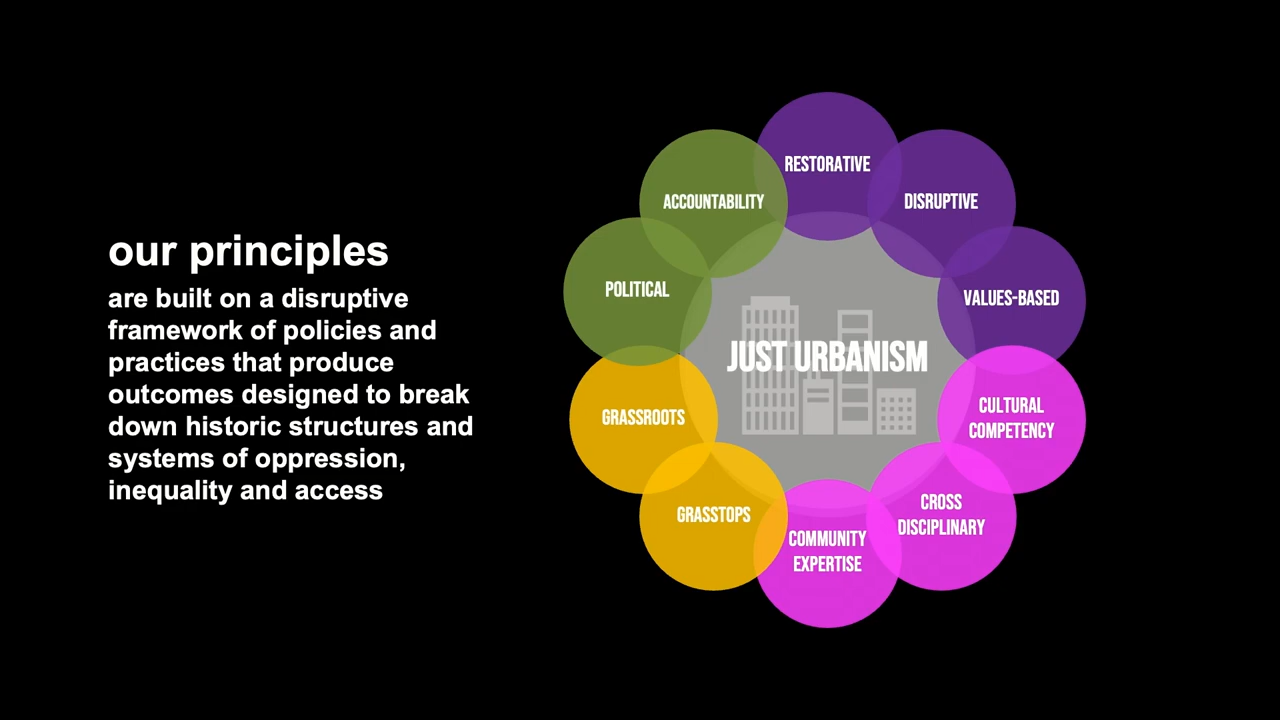 our principles
are built on a disruptive
framework of policies and
practices that produce
outcomes designed to break
down historic structures and
systems of oppression,
inequality and access
RESTORATIVE
DISRUPTIVE
VALUES-BASED
CULTURAL
COMPETENCY
CROSS
DISCIPLINARY
COMMUNITY
EXPERTISE
GRASSTOPS
GRASSROOTS
POLITICAL
ACCOUNTABILITY
JUST URBANISM